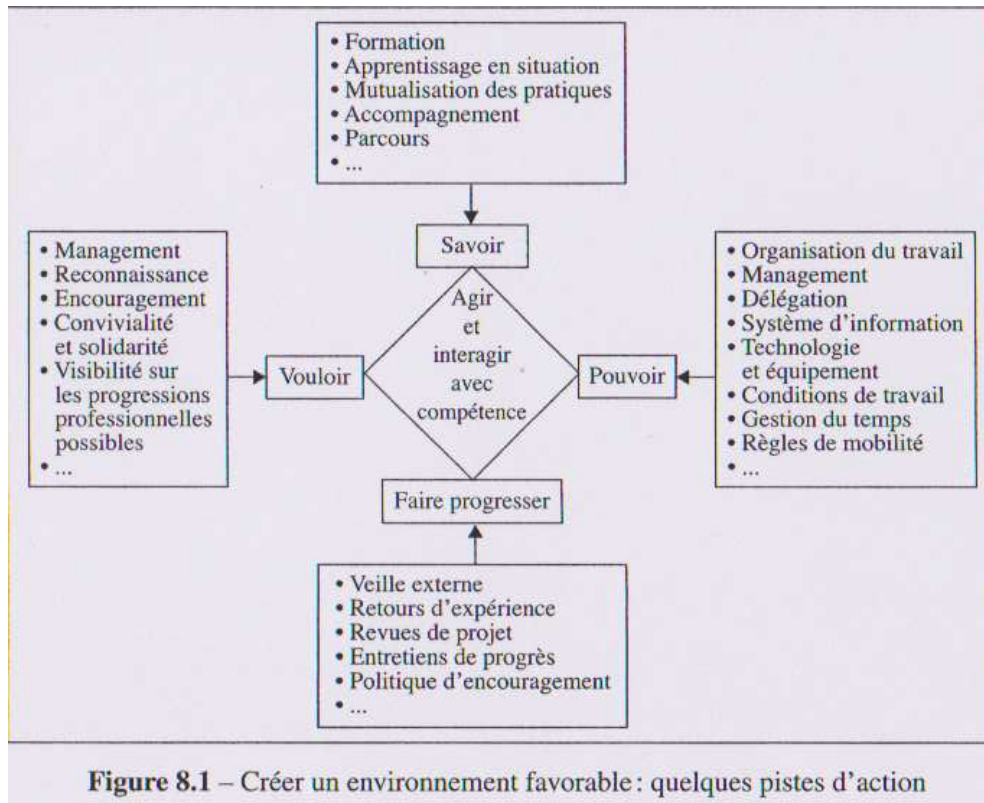 • Formation
• Apprentissage en situation
• Mutualisation des pratiques
• Accompagnement
• Parcours
• ...
Savoir
• Management
• Reconnaissance
• Encouragement
• Convivialité
et solidarité
• Visibilité sur
les progressions
professionnelles
possibles
• ...
Vouloir
Agir
et
interagir
avec
compétence
Pouvoir
• Organisation du travail
• Management
• Délégation
• Système d'information
• Technologie
et équipement
• Conditions de travail
• Gestion du temps
• Règles de mobilité
• ...
Faire progresser
• Veille externe
• Retours d'expérience
• Revues de projet
• Entretiens de progrès
• Politique d'encouragement
• ...
Figure 8.1 – Créer un environnement favorable : quelques pistes d'action